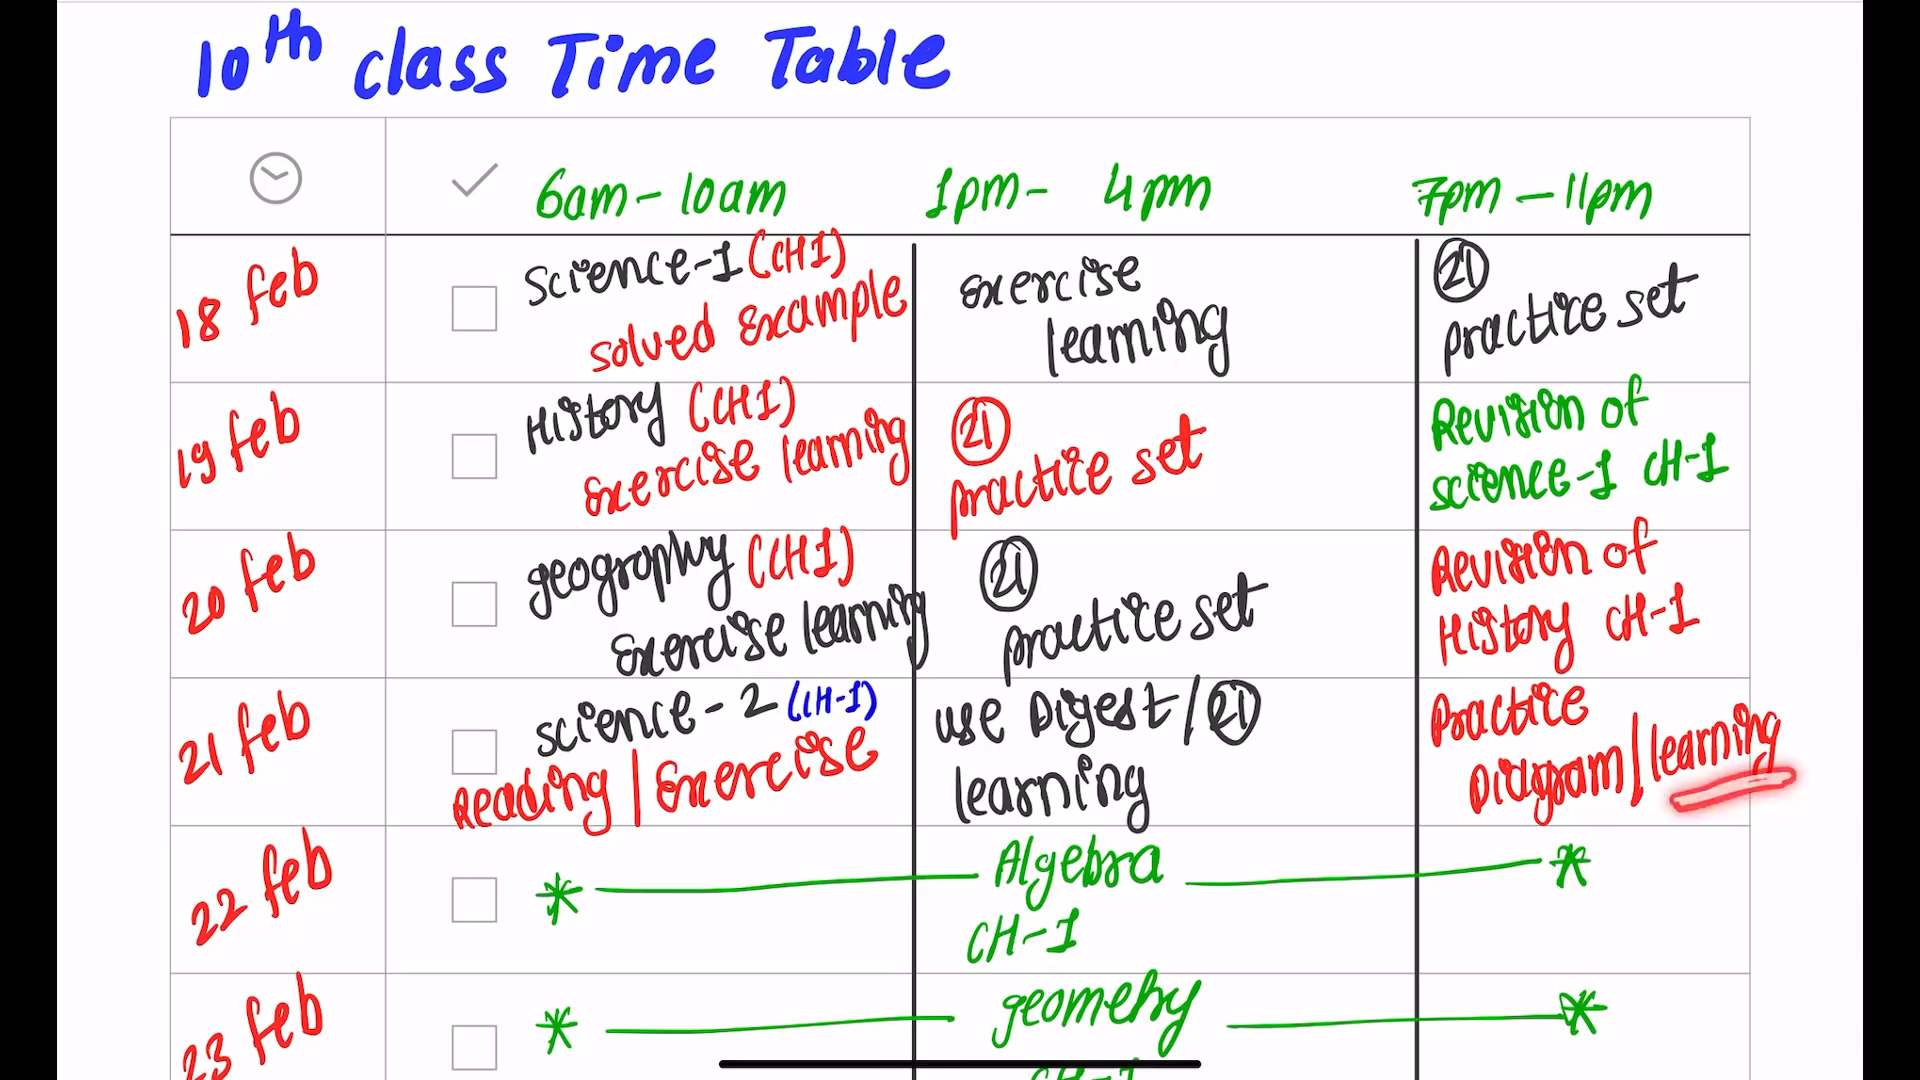 10th class Time Table
6am - 10am 1pm - 4pm 7pm - 11pm
18 feb
Science-1 (CH1)
solved Example
exercise
learning
21
practice set
19 feb
History (CH1)
Exercise learning
21
practice set
Revision of
science-1 CH-1
20 feb
geography (CH1)
Exercise learning
21
practice set
Revision of
History CH-1
21 feb
science - 2 (CH-1)
Reading / Exercise
use Digest / 21
learning
Practice
Diagram / learning
22 feb
* Algebra *
CH-1
23 feb
* geometry *
CH-1